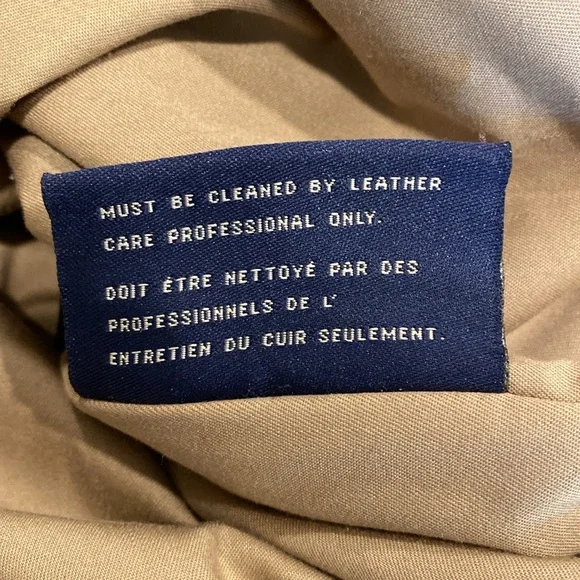 MUST BE CLEANED BY LEATHER
CARE PROFESSIONAL ONLY.
DOIT ÊTRE NETTOYÉ PAR DES
PROFESSIONNELS DE L'
ENTRETIEN DU CUIR SEULEMENT.